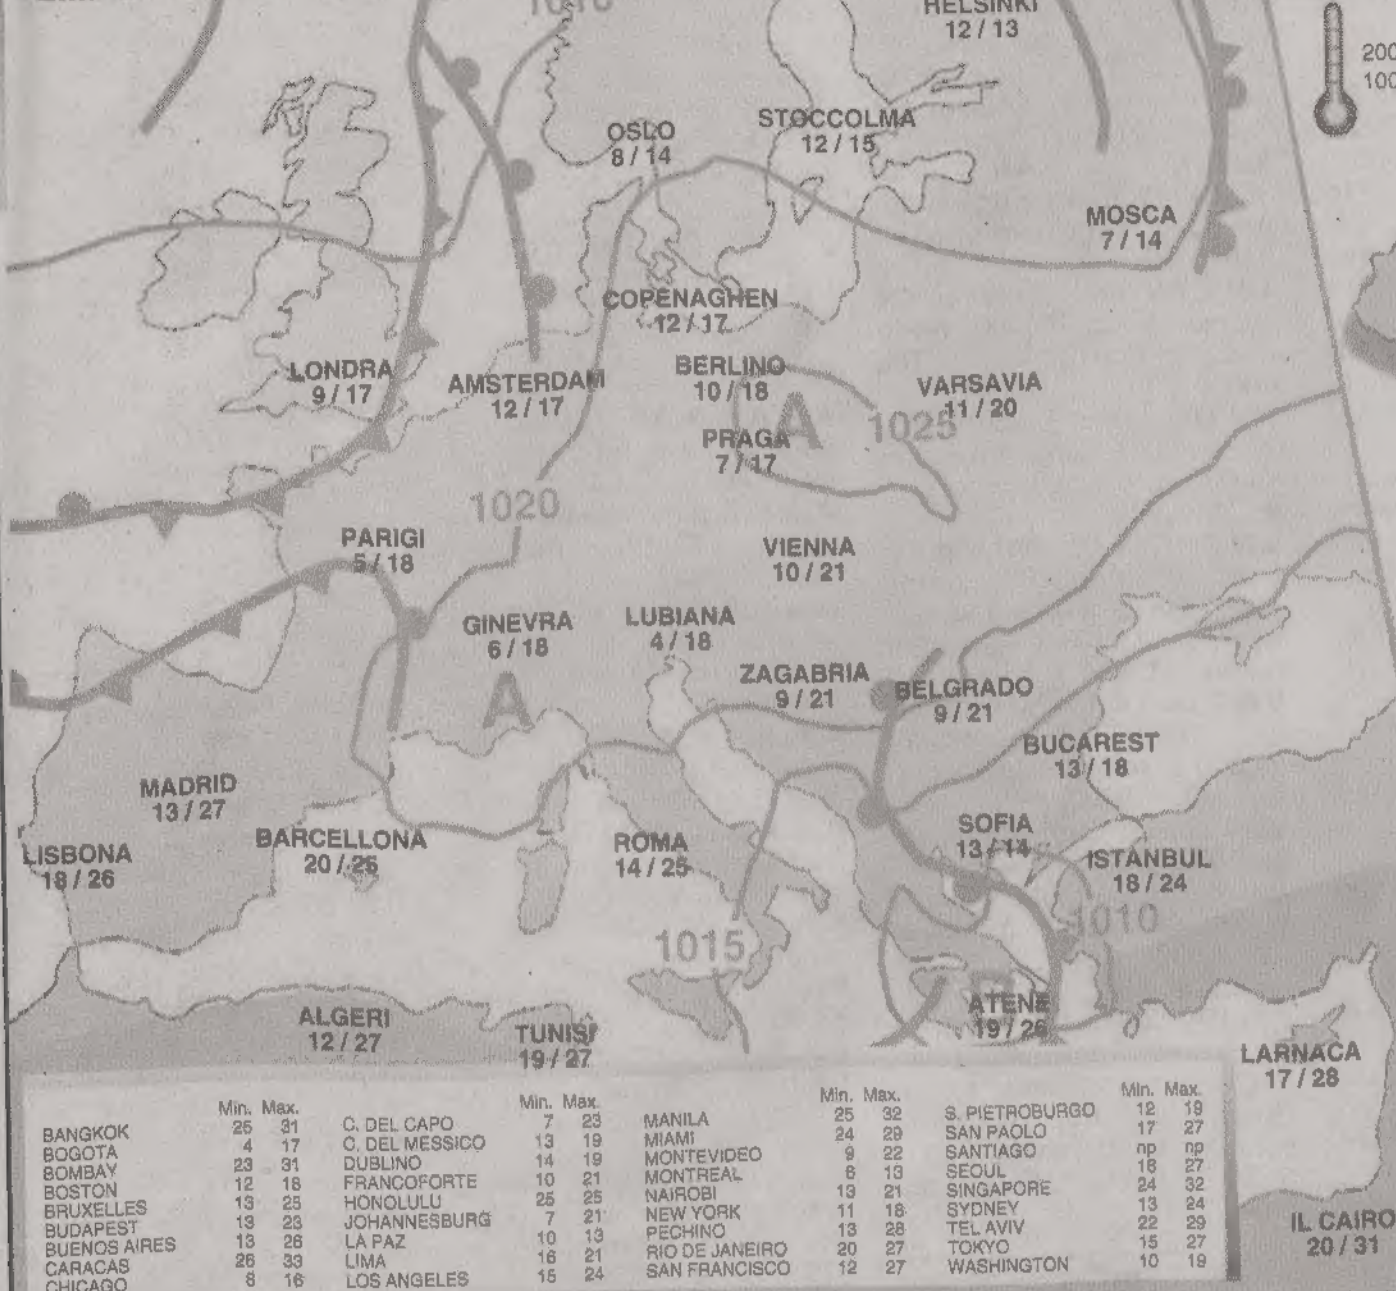 1010
HELSINKI
12 / 13
200
100
OSLO
8 / 14
STOCCOLMA
12 / 15
MOSCA
7 / 14
COPENAGHEN
12 / 17
LONDRA
9 / 17
AMSTERDAM
12 / 17
BERLINO
10 / 18
A
1025
VARSAVIA
11 / 20
PRAGA
7 / 17
1020
PARIGI
5 / 18
VIENNA
10 / 21
GINEVRA
6 / 18
LUBIANA
4 / 18
A
ZAGABRIA
9 / 21
BELGRADO
9 / 21
BUCAREST
13 / 18
MADRID
13 / 27
BARCELLONA
20 / 26
LISBONA
18 / 26
ROMA
14 / 25
SOFIA
13 / 14
ISTANBUL
18 / 24
1015
1010
ATENE
19 / 26
ALGERI
12 / 27
TUNISI
19 / 27
LARNACA
17 / 28
IL CAIRO
20 / 31
Min. Max.
BANGKOK 25 31
BOGOTA 4 17
BOMBAY 23 31
BOSTON 12 18
BRUXELLES 13 25
BUDAPEST 13 23
BUENOS AIRES 13 26
CARACAS 26 33
CHICAGO 8 16
Min. Max.
C. DEL CAPO 7 23
C. DEL MESSICO 13 19
DUBLINO 14 19
FRANCOFORTE 10 21
HONOLULU 25 25
JOHANNESBURG 7 21
LA PAZ 10 13
LIMA 16 21
LOS ANGELES 15 24
Min. Max.
MANILA 25 32
MIAMI 24 29
MONTEVIDEO 9 22
MONTREAL 6 13
NAIROBI 13 21
NEW YORK 11 18
PECHINO 13 28
RIO DE JANEIRO 20 27
SAN FRANCISCO 12 27
Min. Max.
S. PIETROBURGO 12 19
SAN PAOLO 17 27
SANTIAGO np np
SEOUL 18 27
SINGAPORE 24 32
SYDNEY 13 24
TEL AVIV 22 29
TOKYO 15 27
WASHINGTON 10 19